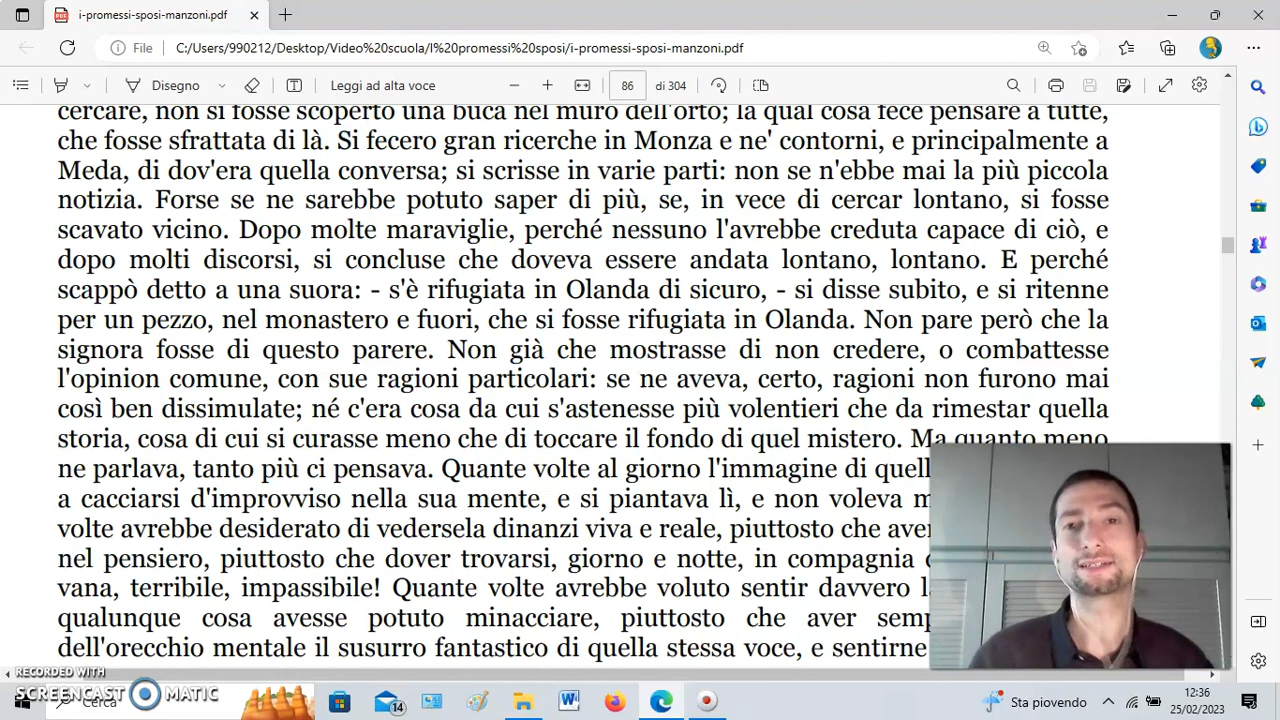 i-promessi-sposi-manzoni.pdf
File C:/Users/990212/Desktop/Video%20scuola/I%20promessi%20sposi/i-promessi-sposi-manzoni.pdf
Disegno Leggi ad alta voce 86 di 304
cercare, non si fosse scoperto una buca nel muro dell'orto; la qual cosa fece pensare a tutte,
che fosse sfrattata di là. Si fecero gran ricerche in Monza e ne' contorni, e principalmente a
Meda, di dov'era quella conversa; si scrisse in varie parti: non se n'ebbe mai la più piccola
notizia. Forse se ne sarebbe potuto saper di più, se, in vece di cercar lontano, si fosse
scavato vicino. Dopo molte maraviglie, perché nessuno l'avrebbe creduta capace di ciò, e
dopo molti discorsi, si concluse che doveva essere andata lontano, lontano. E perché
scappò detto a una suora: - s'è rifugiata in Olanda di sicuro, - si disse subito, e si ritenne
per un pezzo, nel monastero e fuori, che si fosse rifugiata in Olanda. Non pare però che la
signora fosse di questo parere. Non già che mostrasse di non credere, o combattesse
l'opinion comune, con sue ragioni particolari: se ne aveva, certo, ragioni non furono mai
così ben dissimulate; né c'era cosa da cui s'astenesse più volentieri che da rimestar quella
storia, cosa di cui si curasse meno che di toccare il fondo di quel mistero. Ma quanto meno
ne parlava, tanto più ci pensava. Quante volte al giorno l'immagine di quell
a cacciarsi d'improvviso nella sua mente, e si piantava lì, e non voleva m
volte avrebbe desiderato di vedersela dinanzi viva e reale, piuttosto che aver
nel pensiero, piuttosto che dover trovarsi, giorno e notte, in compagnia
vana, terribile, impassibile! Quante volte avrebbe voluto sentir davvero
qualunque cosa avesse potuto minacciare, piuttosto che aver semp
dell'orecchio mentale il susurro fantastico di quella stessa voce, e sentirne
RECORDED WITH
SCREENCAST MATIC
Cerca
14
Sta piovendo
12:36
25/02/2023